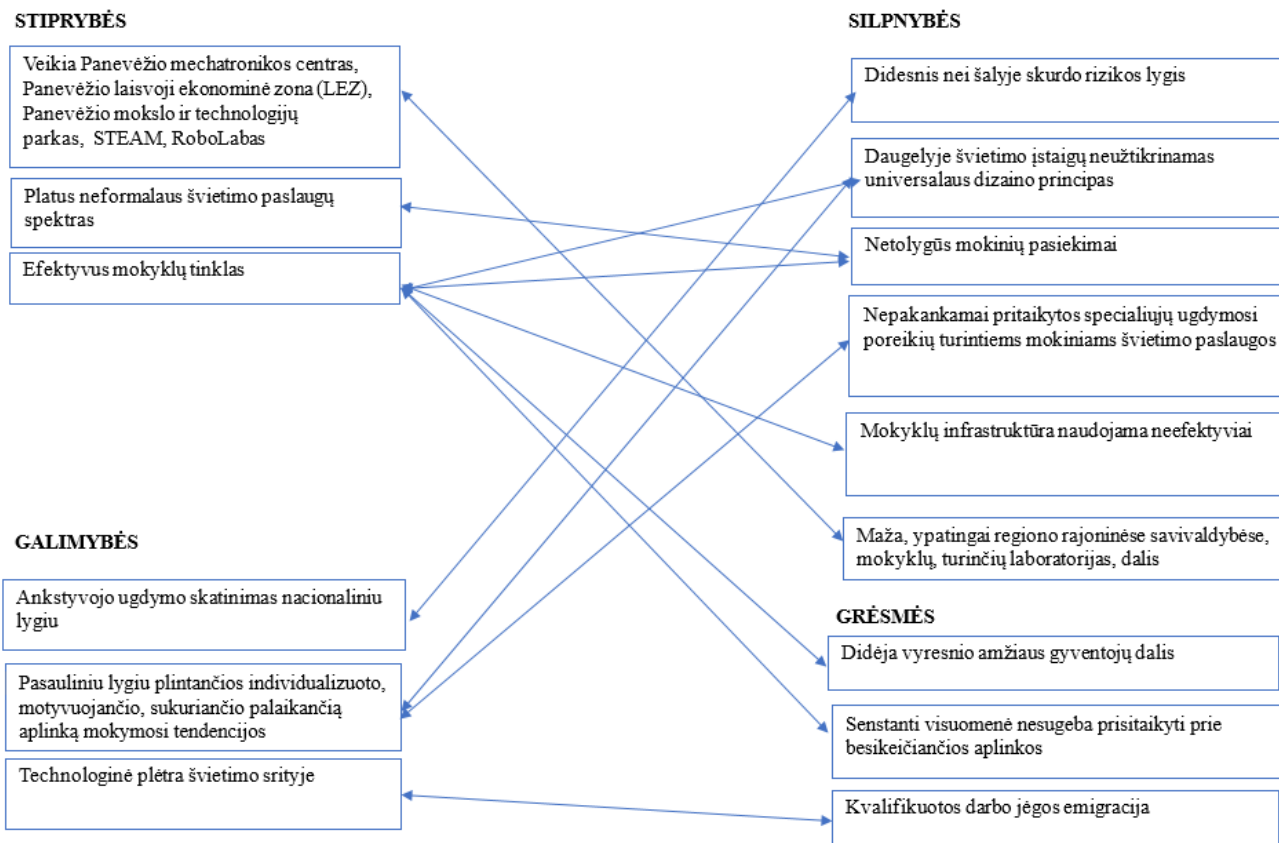 STIPRYBĖS
Veikia Panevėžio mechatronikos centras,
Panevėžio laisvoji ekonominė zona (LEZ),
Panevėžio mokslo ir technologijų
parkas, STEAM, RoboLabas
Platus neformalaus švietimo paslaugų
spektras
Efektyvus mokyklų tinklas
GALIMYBĖS
Ankstyvojo ugdymo skatinimas nacionaliniu
lygiu
Pasauliniu lygiu plintančios individualizuoto,
motyvuojančio, sukuriančio palaikančią
aplinką mokymosi tendencijos
Technologinė plėtra švietimo srityje
SILPNYBĖS
Didesnis nei šalyje skurdo rizikos lygis
Daugelyje švietimo įstaigų neužtikrinamas
universalaus dizaino principas
Netolygūs mokinių pasiekimai
Nepakankamai pritaikytos specialiųjų ugdymosi
poreikių turintiems mokiniams švietimo paslaugos
Mokyklų infrastruktūra naudojama neefektyviai
Maža, ypatingai regiono rajoninėse savivaldybėse,
mokyklų, turinčių laboratorijas, dalis
GRĖSMĖS
Didėja vyresnio amžiaus gyventojų dalis
Senstanti visuomenė nesugeba prisitaikyti prie
besikeičiančios aplinkos
Kvalifikuotos darbo jėgos emigracija